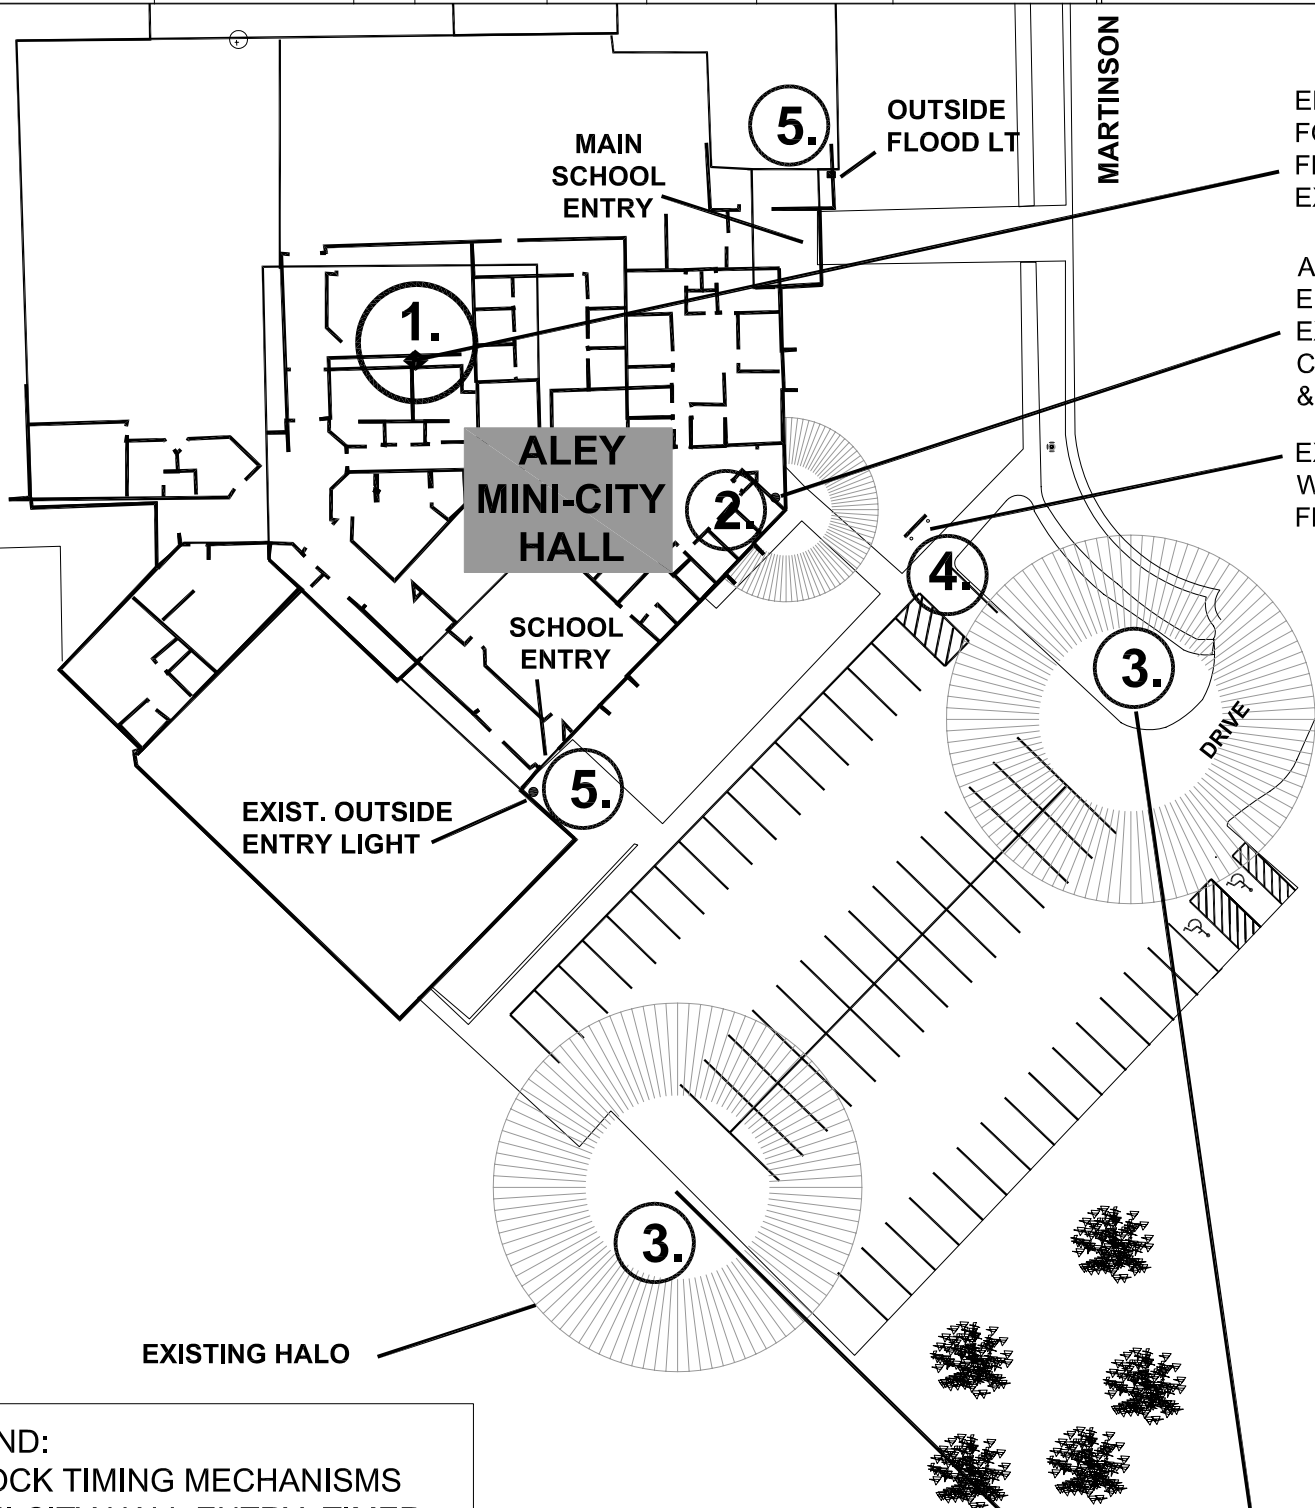 MARTINSON
5.
OUTSIDE
FLOOD LT
MAIN
SCHOOL
ENTRY
1.
ALEY
MINI-CITY
HALL
2.
&
4.
SCHOOL
ENTRY
3.
DRIVE
5.
EXIST. OUTSIDE
ENTRY LIGHT
3.
EXISTING HALO
ND:
OCK TIMING MECHANISMS